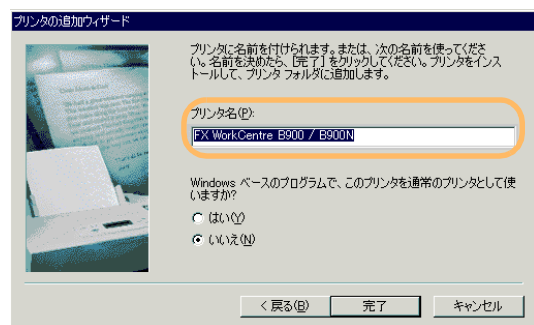 プリンタの追加ウィザード
プリンタに名前を付けられます。または、次の名前を使ってくださ
い。名前を決めたら、[完了] をクリックしてください。プリンタをインス
トールして、プリンタ フォルダに追加します。
プリンタ名(P):
FX WorkCentre B900 / B900N
Windows ベースのプログラムで、このプリンタを通常のプリンタとして使
いますか?
はい(Y)
いいえ(N)
< 戻る(B)
完了
キャンセル